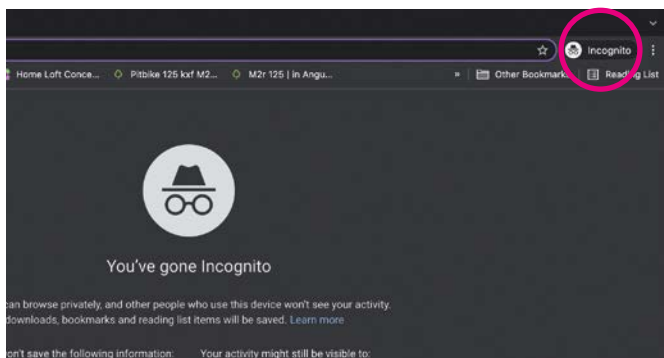 Incognito
Home Loft Conce... Pitbike 125 kxf M2... M2r 125 | in Angu... » Other Bookmarks Reading List
You've gone Incognito
can browse privately, and other people who use this device won't see your activity.
downloads, bookmarks and reading list items will be saved. Learn more
on't save the following information: Your activity might still be visible to: